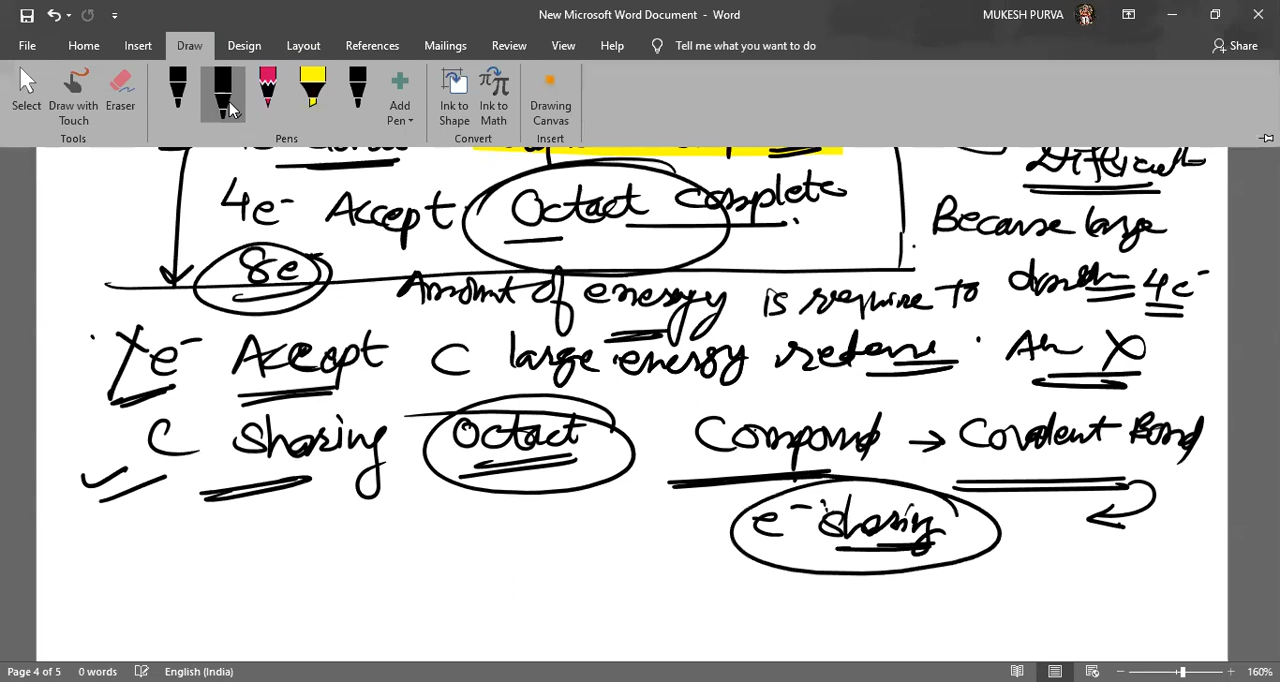 New Microsoft Word Document - Word
MUKESH PURVA
File Home Insert Draw Design Layout References Mailings Review View Help Tell me what you want to do Share
Select Draw with Touch Eraser Add Pen Ink to Shape Ink to Math Drawing Canvas
Tools Pens Convert Insert
Difficult
4e- Accept Octact complete
Because large
8e Amount of energy is require to 4e-
e- Accept C large energy X
C sharing Octact Compound → Covalent Bond
e- sharing
Page 4 of 5 0 words English (India) 160%